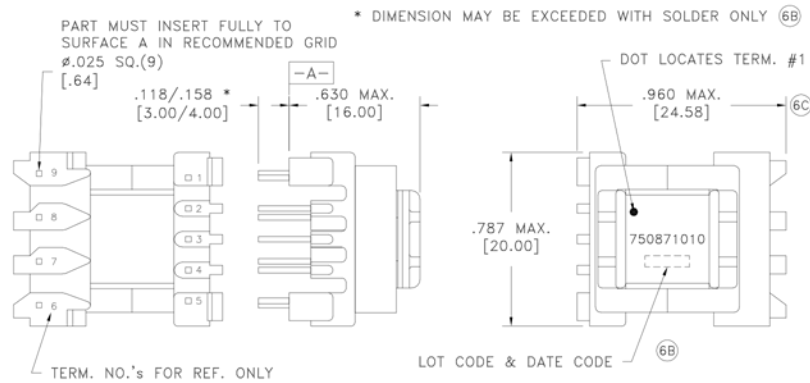 * DIMENSION MAY BE EXCEEDED WITH SOLDER ONLY 6B
PART MUST INSERT FULLY TO
SURFACE A IN RECOMMENDED GRID
ø.025 SQ.(9)
[.64]
.118/.158 *
[3.00/4.00]
-A-
.630 MAX.
[16.00]
DOT LOCATES TERM. #1
.960 MAX.
[24.58]
6C
9
8
7
6
1
2
3
4
5
.787 MAX.
[20.00]
750871010
TERM. NO.'s FOR REF. ONLY
LOT CODE & DATE CODE
6B